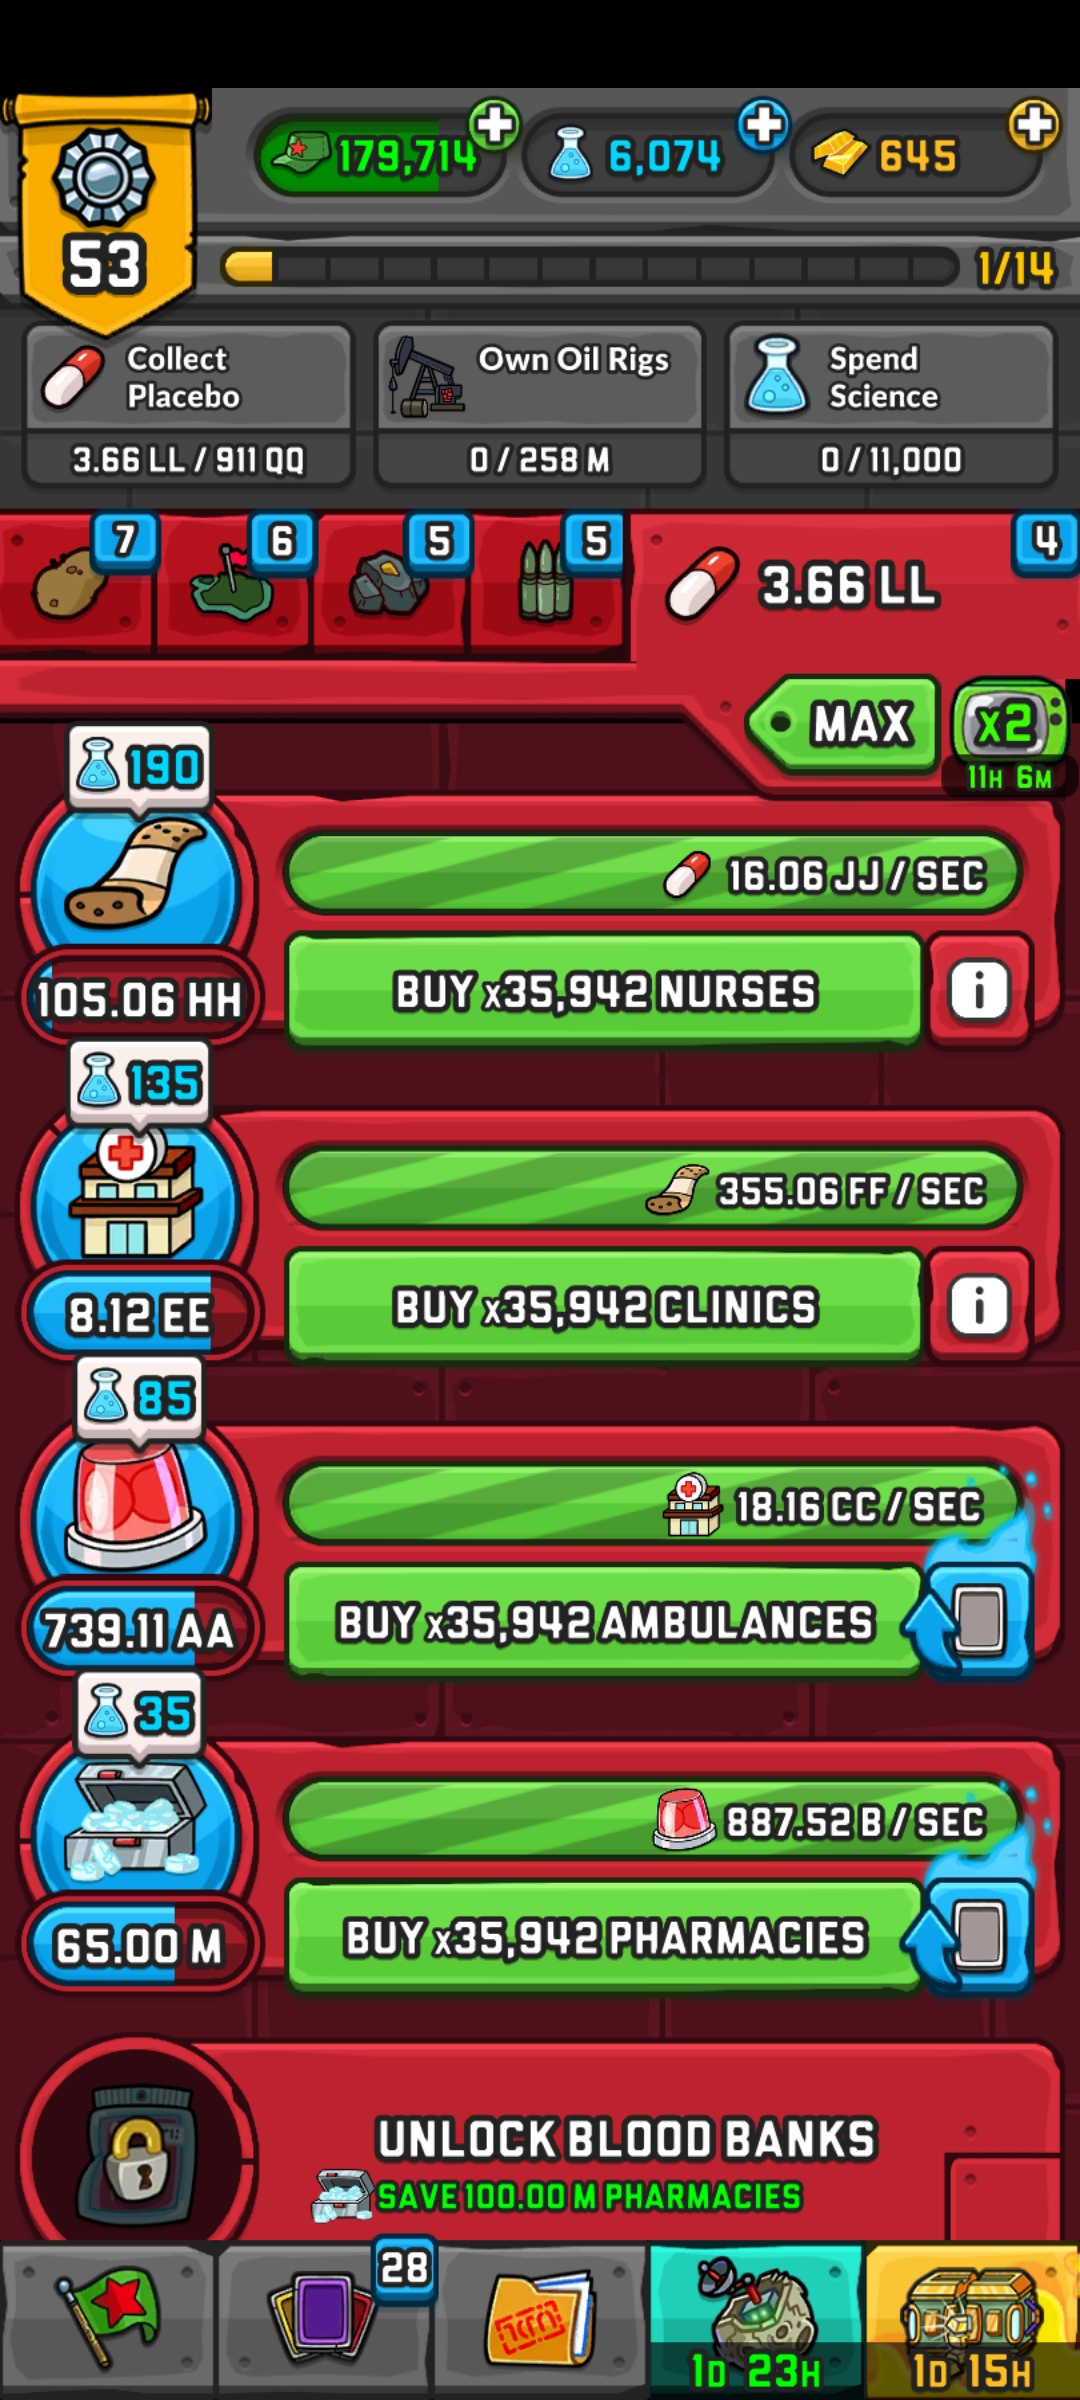 179,714
6,074
645
53
1/14
Collect
Placebo
3.66 LL / 911 QQ
Own Oil Rigs
0 / 258 M
Spend
Science
0 / 11,000
7
6
5
5
4
3.66 LL
MAX
x2
11H 6M
190
16.06 JJ / SEC
105.06 HH
BUY x35,942 NURSES
i
135
355.06 FF / SEC
8.12 EE
BUY x35,942 CLINICS
i
85
18.16 CC / SEC
739.11 AA
BUY x35,942 AMBULANCES
35
887.52 B / SEC
65.00 M
BUY x35,942 PHARMACIES
UNLOCK BLOOD BANKS
SAVE 100.00 M PHARMACIES
28
1D 23H
1D 15H